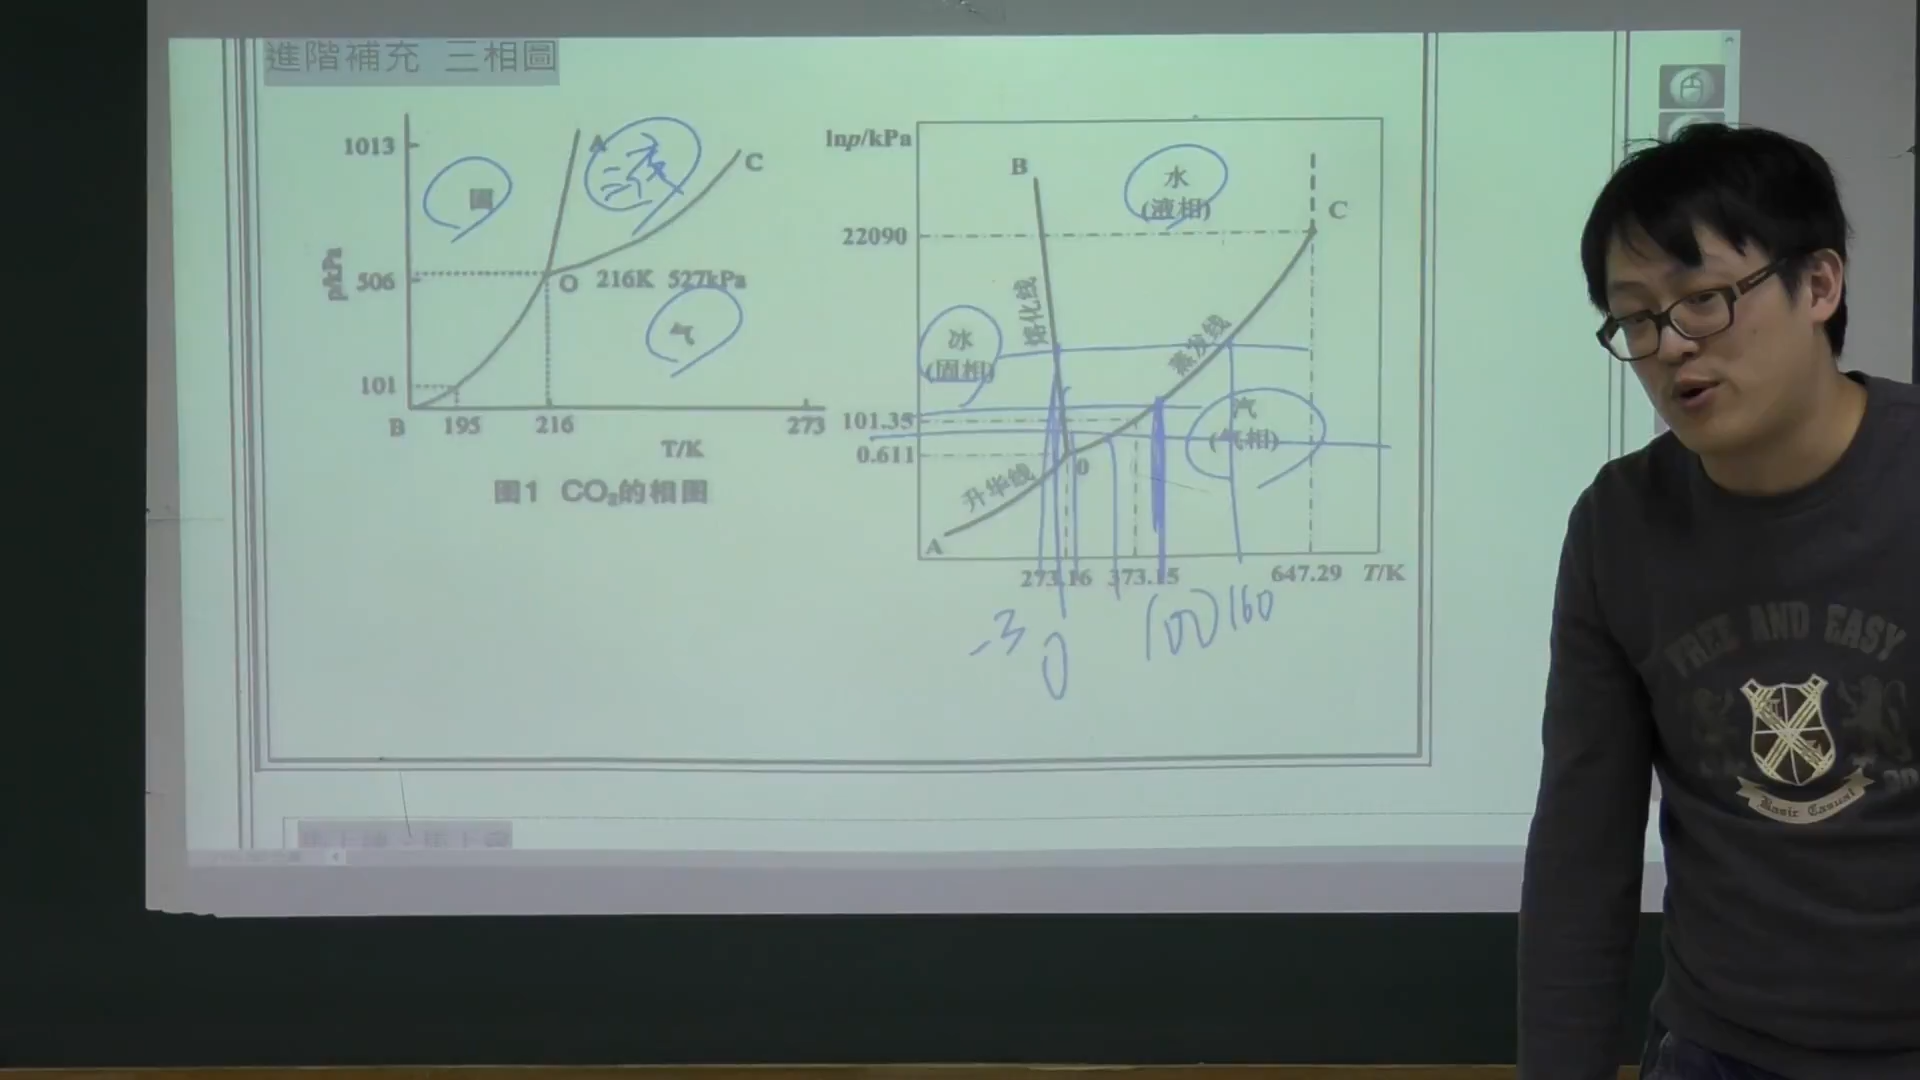 進階補充 三相圖
1013
A
液
C
固
p/kPa
506
O 216K 527kPa
气
101
B 195 216 273
T/K
图1 CO₂的相图
lnp/kPa
B
水
(液相)
C
22090
熔化线
蒸发线
冰
(固相)
汽
(气相)
101.35
0.611
O
升华线
A
273.16 373.15 647.29 T/K
-3 0 100 160
FREE AND EASY
Basic Casual